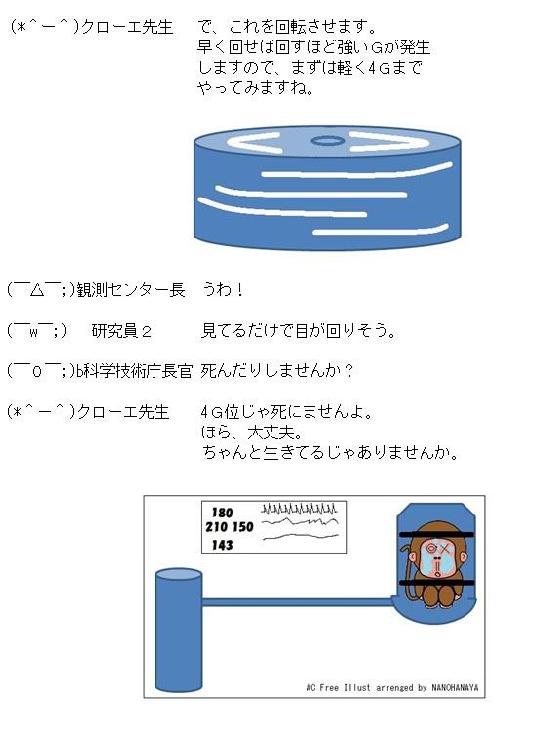 (*＾ー＾)クローエ先生　で、これを回転させます。
早く回せは回すほど強いＧが発生
しますので、まずは軽く4Ｇまで
やってみますね。
(￣△￣;)観測センター長　うわ！
(￣w￣;)　研究員２　見てるだけで目が回りそう。
(￣０￣;)b科学技術庁長官 死んだりしませんか？
(*＾ー＾)クローエ先生　4Ｇ位じゃ死にませんよ。
ほら、大丈夫。
ちゃんと生きてるじゃありませんか。
180
210 150
143
AC Free Illust arranged by NANOHANAYA